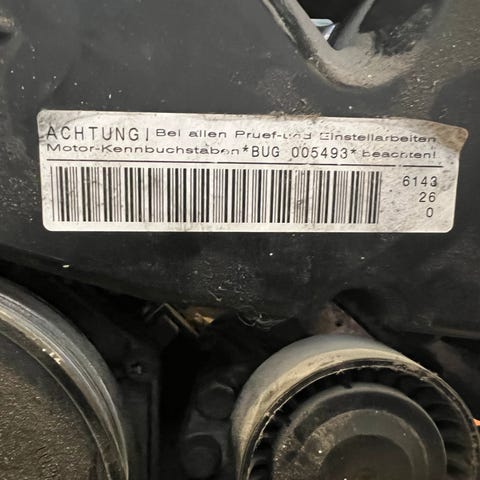 ACHTUNG! Bei allen Pruef-und Einstellarbeiten
Motor-Kennbuchstaben *BUG 005493* beachten!
6143
26
0